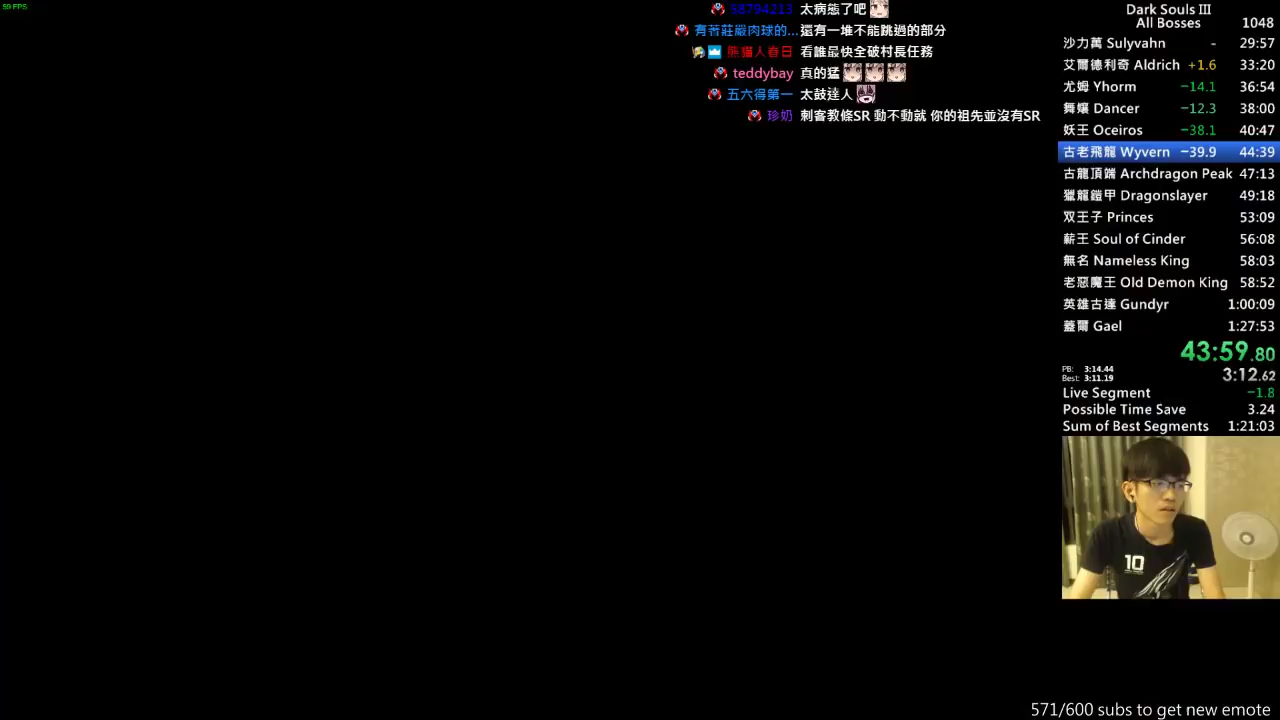 59 FPS
58794213 太病態了吧
有著莊嚴肉球的... 還有一堆不能跳過的部分
熊貓人春日 看誰最快全破村長任務
teddybay 真的猛
五六得第一 太鼓達人
珍奶 刺客教條SR 動不動就 你的祖先並沒有SR
Dark Souls III
All Bosses 1048
沙力萬 Sulyvahn - 29:57
艾爾德利奇 Aldrich +1.6 33:20
尤姆 Yhorm −14.1 36:54
舞孃 Dancer −12.3 38:00
妖王 Oceiros −38.1 40:47
古老飛龍 Wyvern −39.9 44:39
古龍頂端 Archdragon Peak 47:13
獵龍鎧甲 Dragonslayer 49:18
双王子 Princes 53:09
薪王 Soul of Cinder 56:08
無名 Nameless King 58:03
老惡魔王 Old Demon King 58:52
英雄古達 Gundyr 1:00:09
蓋爾 Gael 1:27:53
43:59.80
PB: 3:14.44
Best: 3:11.19
3:12.62
Live Segment −1.8
Possible Time Save 3.24
Sum of Best Segments 1:21:03
10
571/600 subs to get new emote